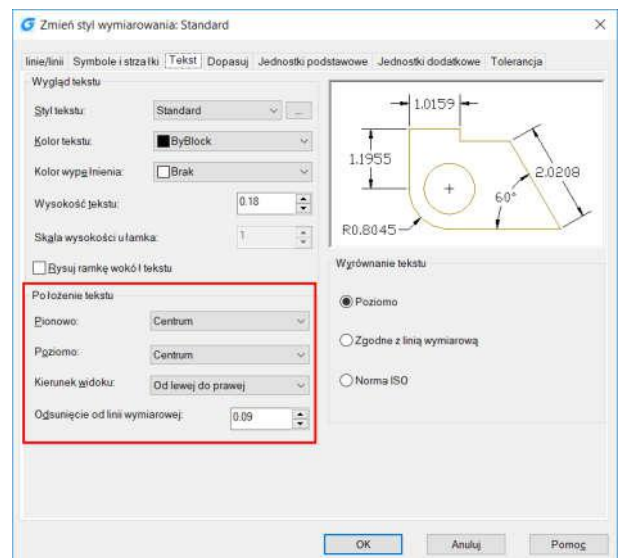 Zmień styl wymiarowania: Standard
linie/linii Symbole i strzałki Tekst Dopasuj Jednostki podstawowe Jednostki dodatkowe Tolerancja
Wygląd tekstu
Styl tekstu: Standard ...
Kolor tekstu: ByBlock
Kolor wypełnienia: Brak
Wysokość tekstu: 0.18
Skala wysokości ułamka: 1
Rysuj ramkę wokół tekstu
Położenie tekstu
Pionowo: Centrum
Poziomo: Centrum
Kierunek widoku: Od lewej do prawej
Odsunięcie od linii wymiarowej: 0.09
1.0159
1.1955
2.0208
60°
R0.8045
Wyrównanie tekstu
Poziomo
Zgodne z linią wymiarową
Norma ISO
OK Anuluj Pomoc